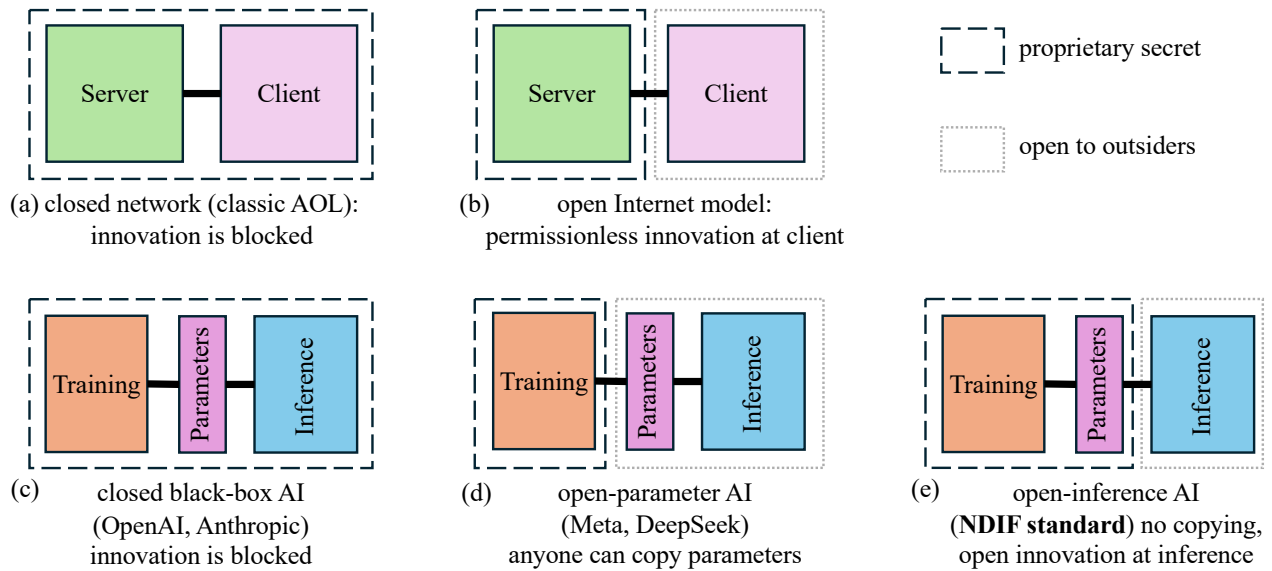 Server
Client
(a) closed network (classic AOL):
innovation is blocked
Server
Client
(b) open Internet model:
permissionless innovation at client
proprietary secret
open to outsiders
Training
Parameters
Inference
(c) closed black-box AI
(OpenAI, Anthropic)
innovation is blocked
Training
Parameters
Inference
(d) open-parameter AI
(Meta, DeepSeek)
anyone can copy parameters
Training
Parameters
Inference
(e) open-inference AI
(NDIF standard) no copying,
open innovation at inference